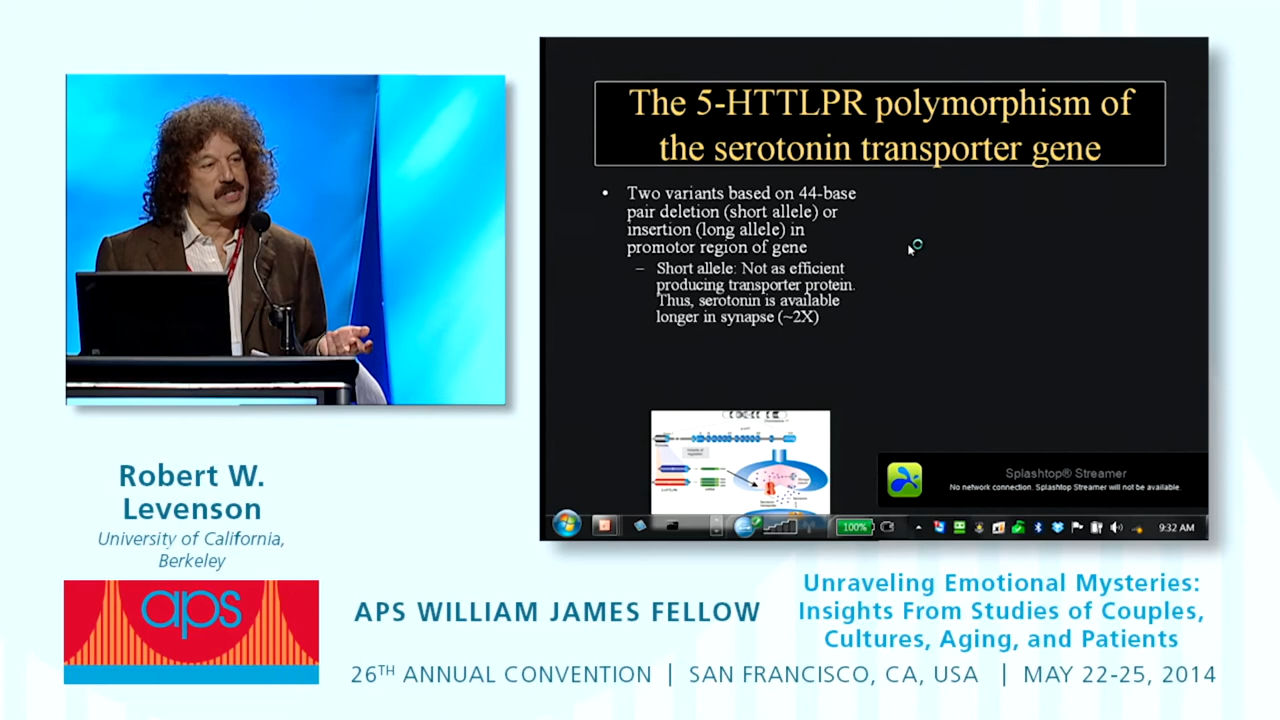 The 5-HTTLPR polymorphism of
the serotonin transporter gene
• Two variants based on 44-base
pair deletion (short allele) or
insertion (long allele) in
promotor region of gene
– Short allele: Not as efficient
producing transporter protein.
Thus, serotonin is available
longer in synapse (~2X)
Splashtop® Streamer
No network connection. Splashtop Streamer will not be available.
100%
9:32 AM
Robert W.
Levenson
University of California,
Berkeley
aps
APS WILLIAM JAMES FELLOW
Unraveling Emotional Mysteries:
Insights From Studies of Couples,
Cultures, Aging, and Patients
26TH ANNUAL CONVENTION | SAN FRANCISCO, CA, USA | MAY 22-25, 2014